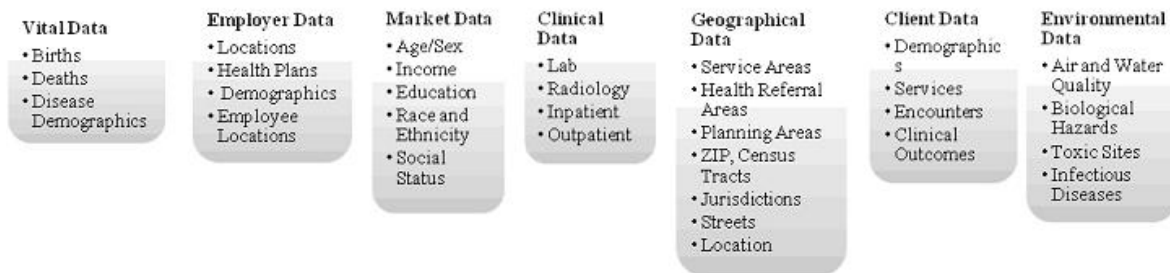 Vital Data
• Births
• Deaths
• Disease
Demographics
Employer Data
• Locations
• Health Plans
• Demographics
• Employee
Locations
Market Data
• Age/Sex
• Income
• Education
• Race and
Ethnicity
• Social
Status
Clinical
Data
• Lab
• Radiology
• Inpatient
• Outpatient
Geographical
Data
• Service Areas
• Health Referral
Areas
• Planning Areas
• ZIP, Census
Tracts
• Jurisdictions
• Streets
• Location
Client Data
• Demographic
s
• Services
• Encounters
• Clinical
Outcomes
Environmental
Data
• Air and Water
Quality
• Biological
Hazards
• Toxic Sites
• Infectious
Diseases